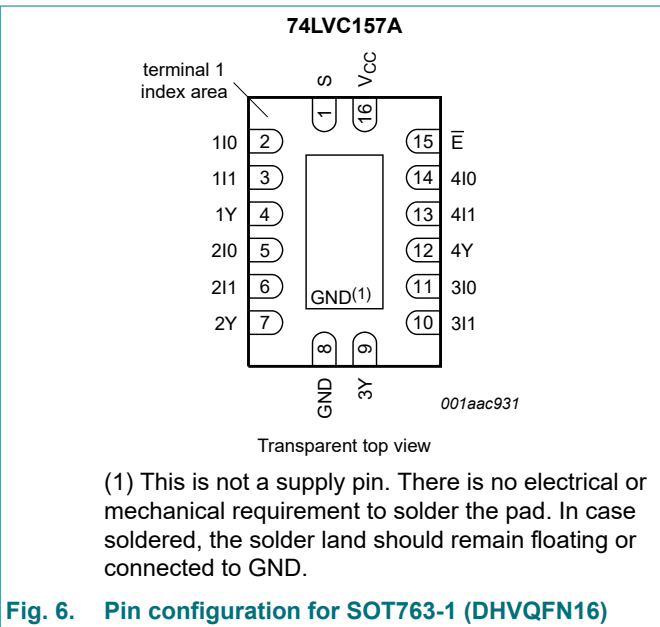 74LVC157A
terminal 1
index area
S
VCC
1
16
1I0 2 15 E̅
1I1 3 14 4I0
1Y 4 13 4I1
2I0 5 12 4Y
2I1 6 11 3I0
GND(1)
2Y 7 10 3I1
8
9
GND
3Y
001aac931
Transparent top view
(1) This is not a supply pin. There is no electrical or
mechanical requirement to solder the pad. In case
soldered, the solder land should remain floating or
connected to GND.
Fig. 6. Pin configuration for SOT763-1 (DHVQFN16)